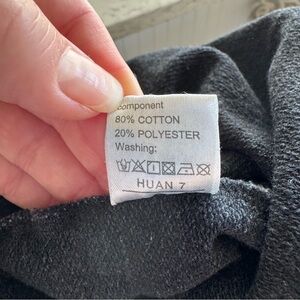 component
80% COTTON
20% POLYESTER
Washing:
HUAN 7